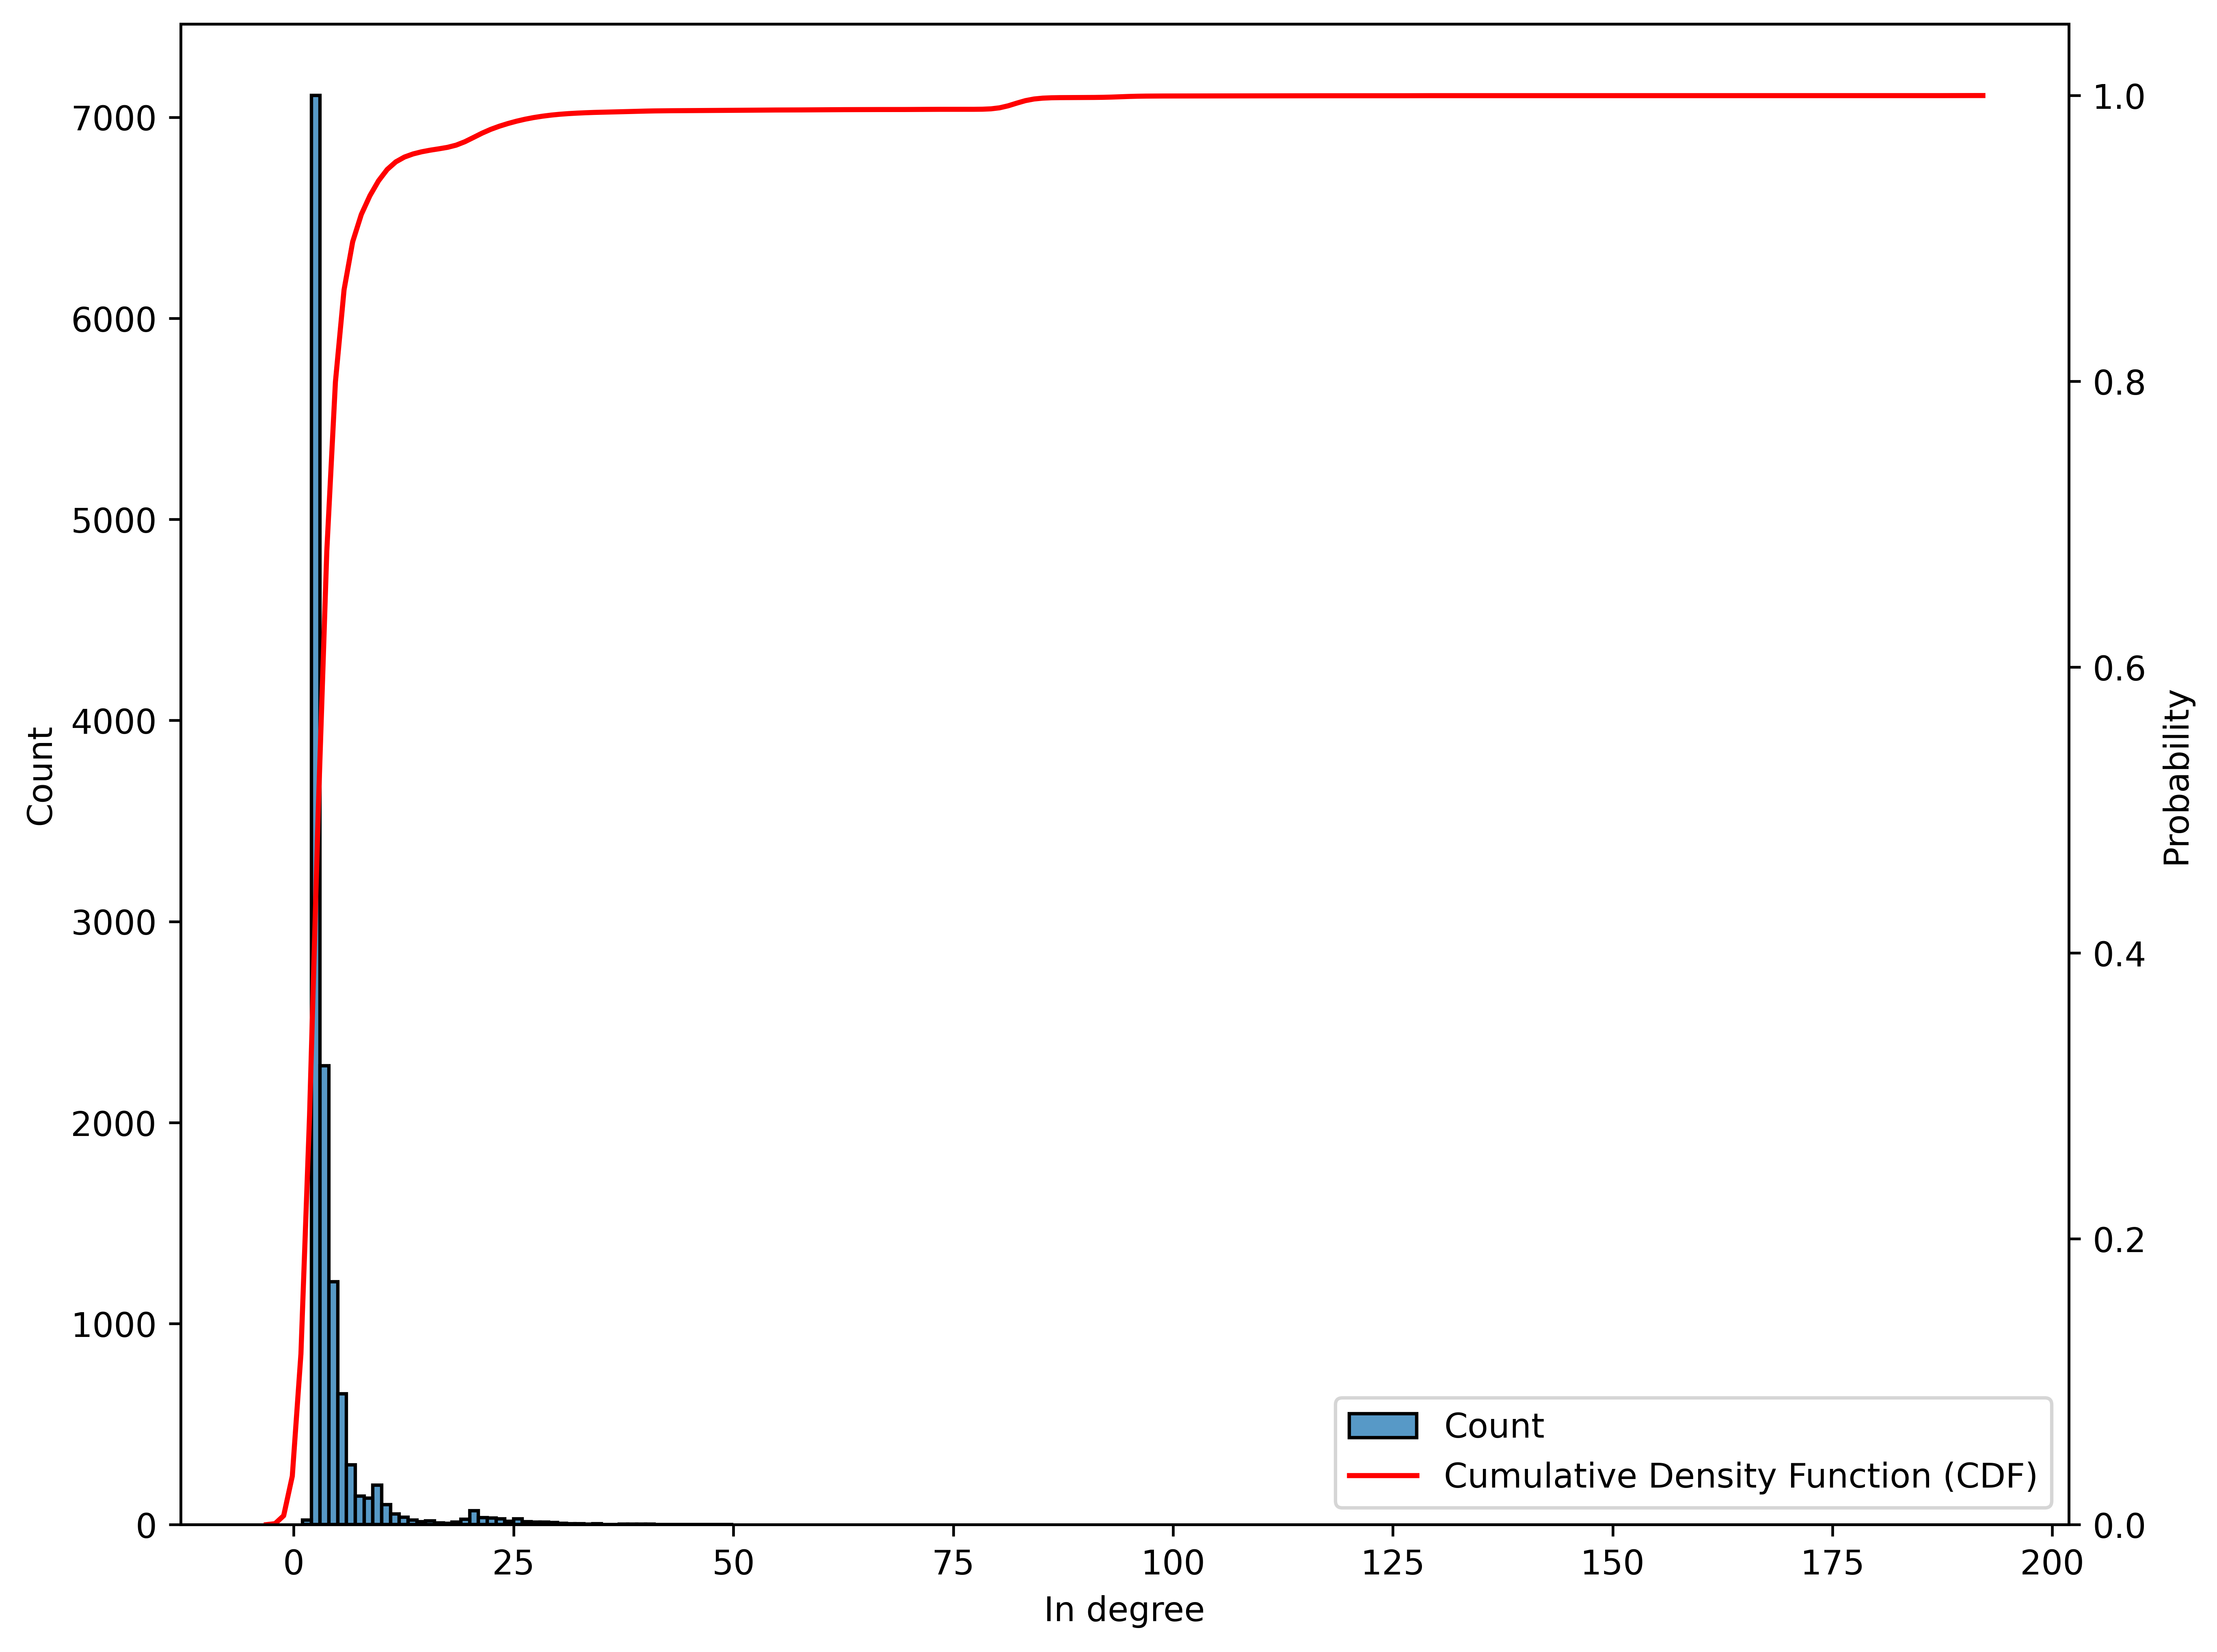 7000
6000
5000
4000
3000
2000
1000
0
Count
1.0
0.8
0.6
0.4
0.2
0.0
Probability
Count
Cumulative Density Function (CDF)
0 25 50 75 100 125 150 175 200
In degree